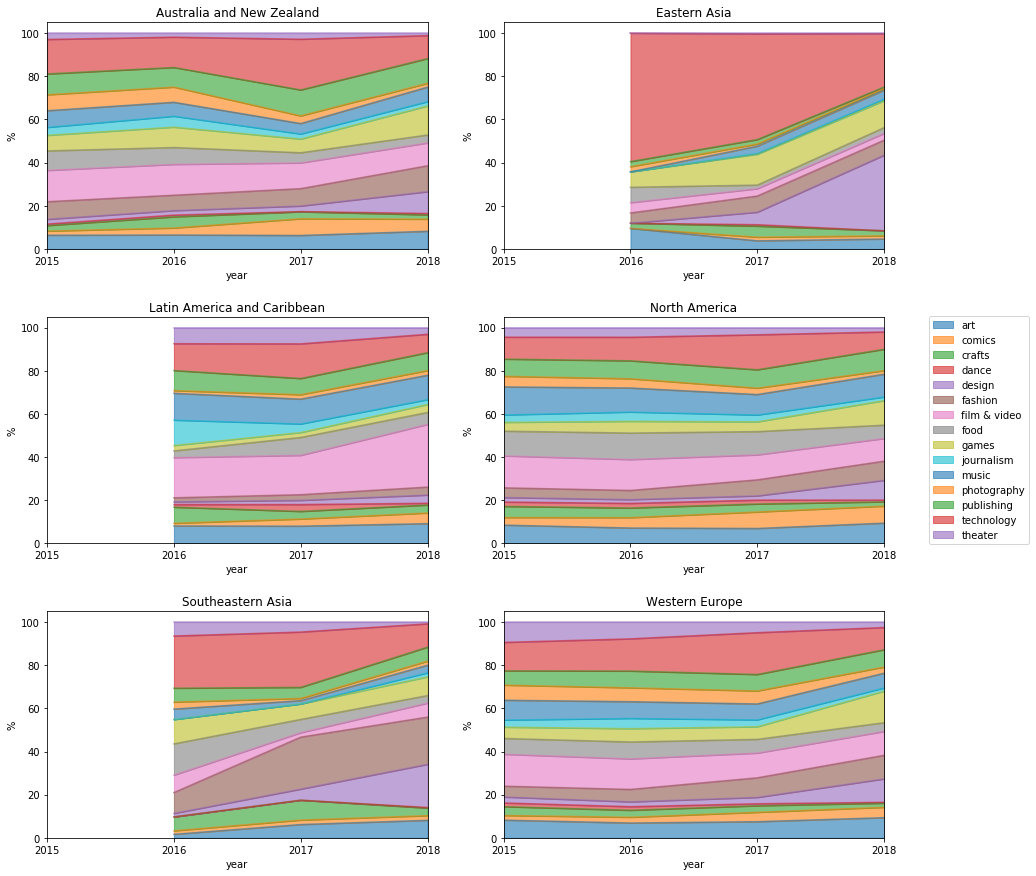 Australia and New Zealand
100
80
60
40
20
0
%
2015 2016 2017 2018
year
Eastern Asia
100
80
60
40
20
0
%
2015 2016 2017 2018
year
Latin America and Caribbean
100
80
60
40
20
0
%
2015 2016 2017 2018
year
North America
100
80
60
40
20
0
%
2015 2016 2017 2018
year
art
comics
crafts
dance
design
fashion
film & video
food
games
journalism
music
photography
publishing
technology
theater
Southeastern Asia
100
80
60
40
20
0
%
2015 2016 2017 2018
year
Western Europe
100
80
60
40
20
0
%
2015 2016 2017 2018
year